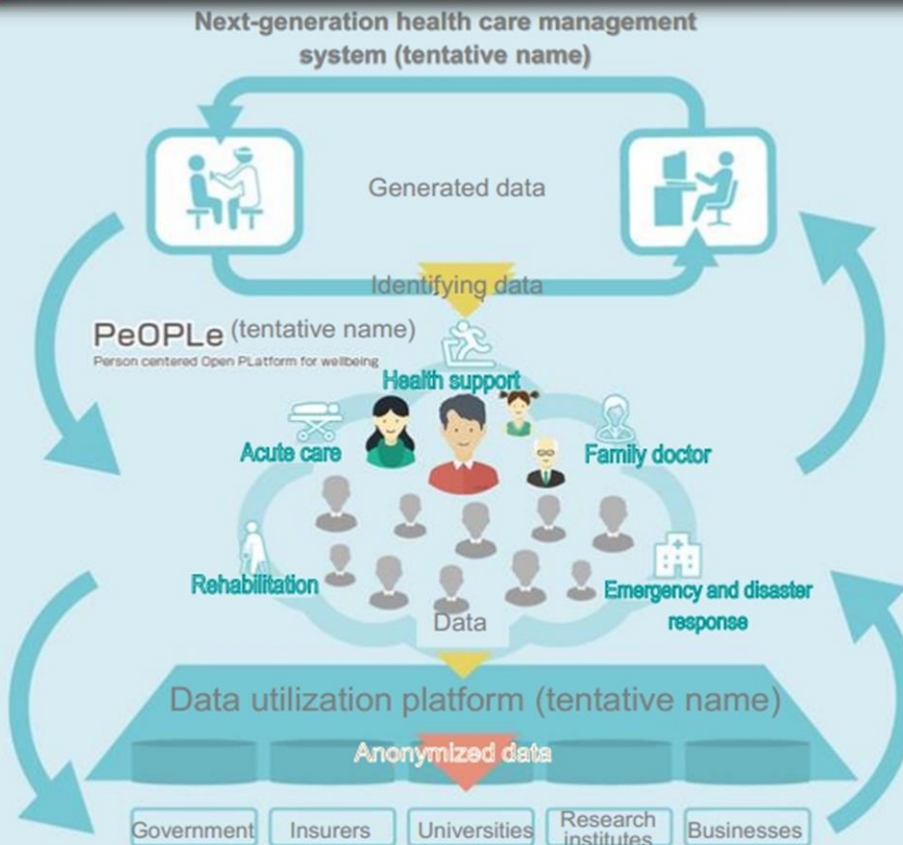 Next-generation health care management
system (tentative name)
Generated data
Identifying data
PeOPLe (tentative name)
Person centered Open PLatform for wellbeing
Health support
Acute care
Family doctor
Rehabilitation
Emergency and disaster
response
Data
Data utilization platform (tentative name)
Anonymized data
Government
Insurers
Universities
Research
institutes
Businesses